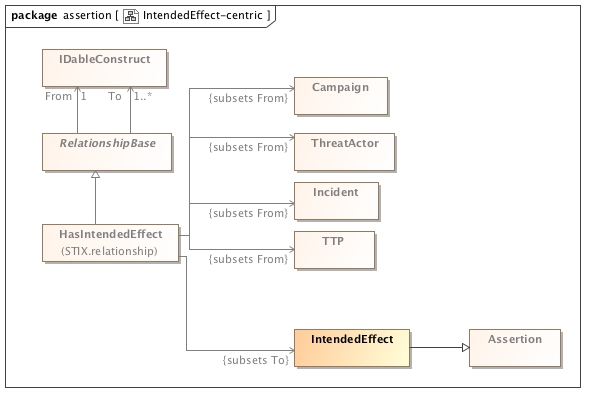 package assertion [ IntendedEffect-centric ]
IDableConstruct
From 1 To 1..*
RelationshipBase
HasIntendedEffect
(STIX.relationship)
Campaign
{subsets From}
ThreatActor
{subsets From}
Incident
{subsets From}
TTP
{subsets From}
IntendedEffect
{subsets To}
Assertion